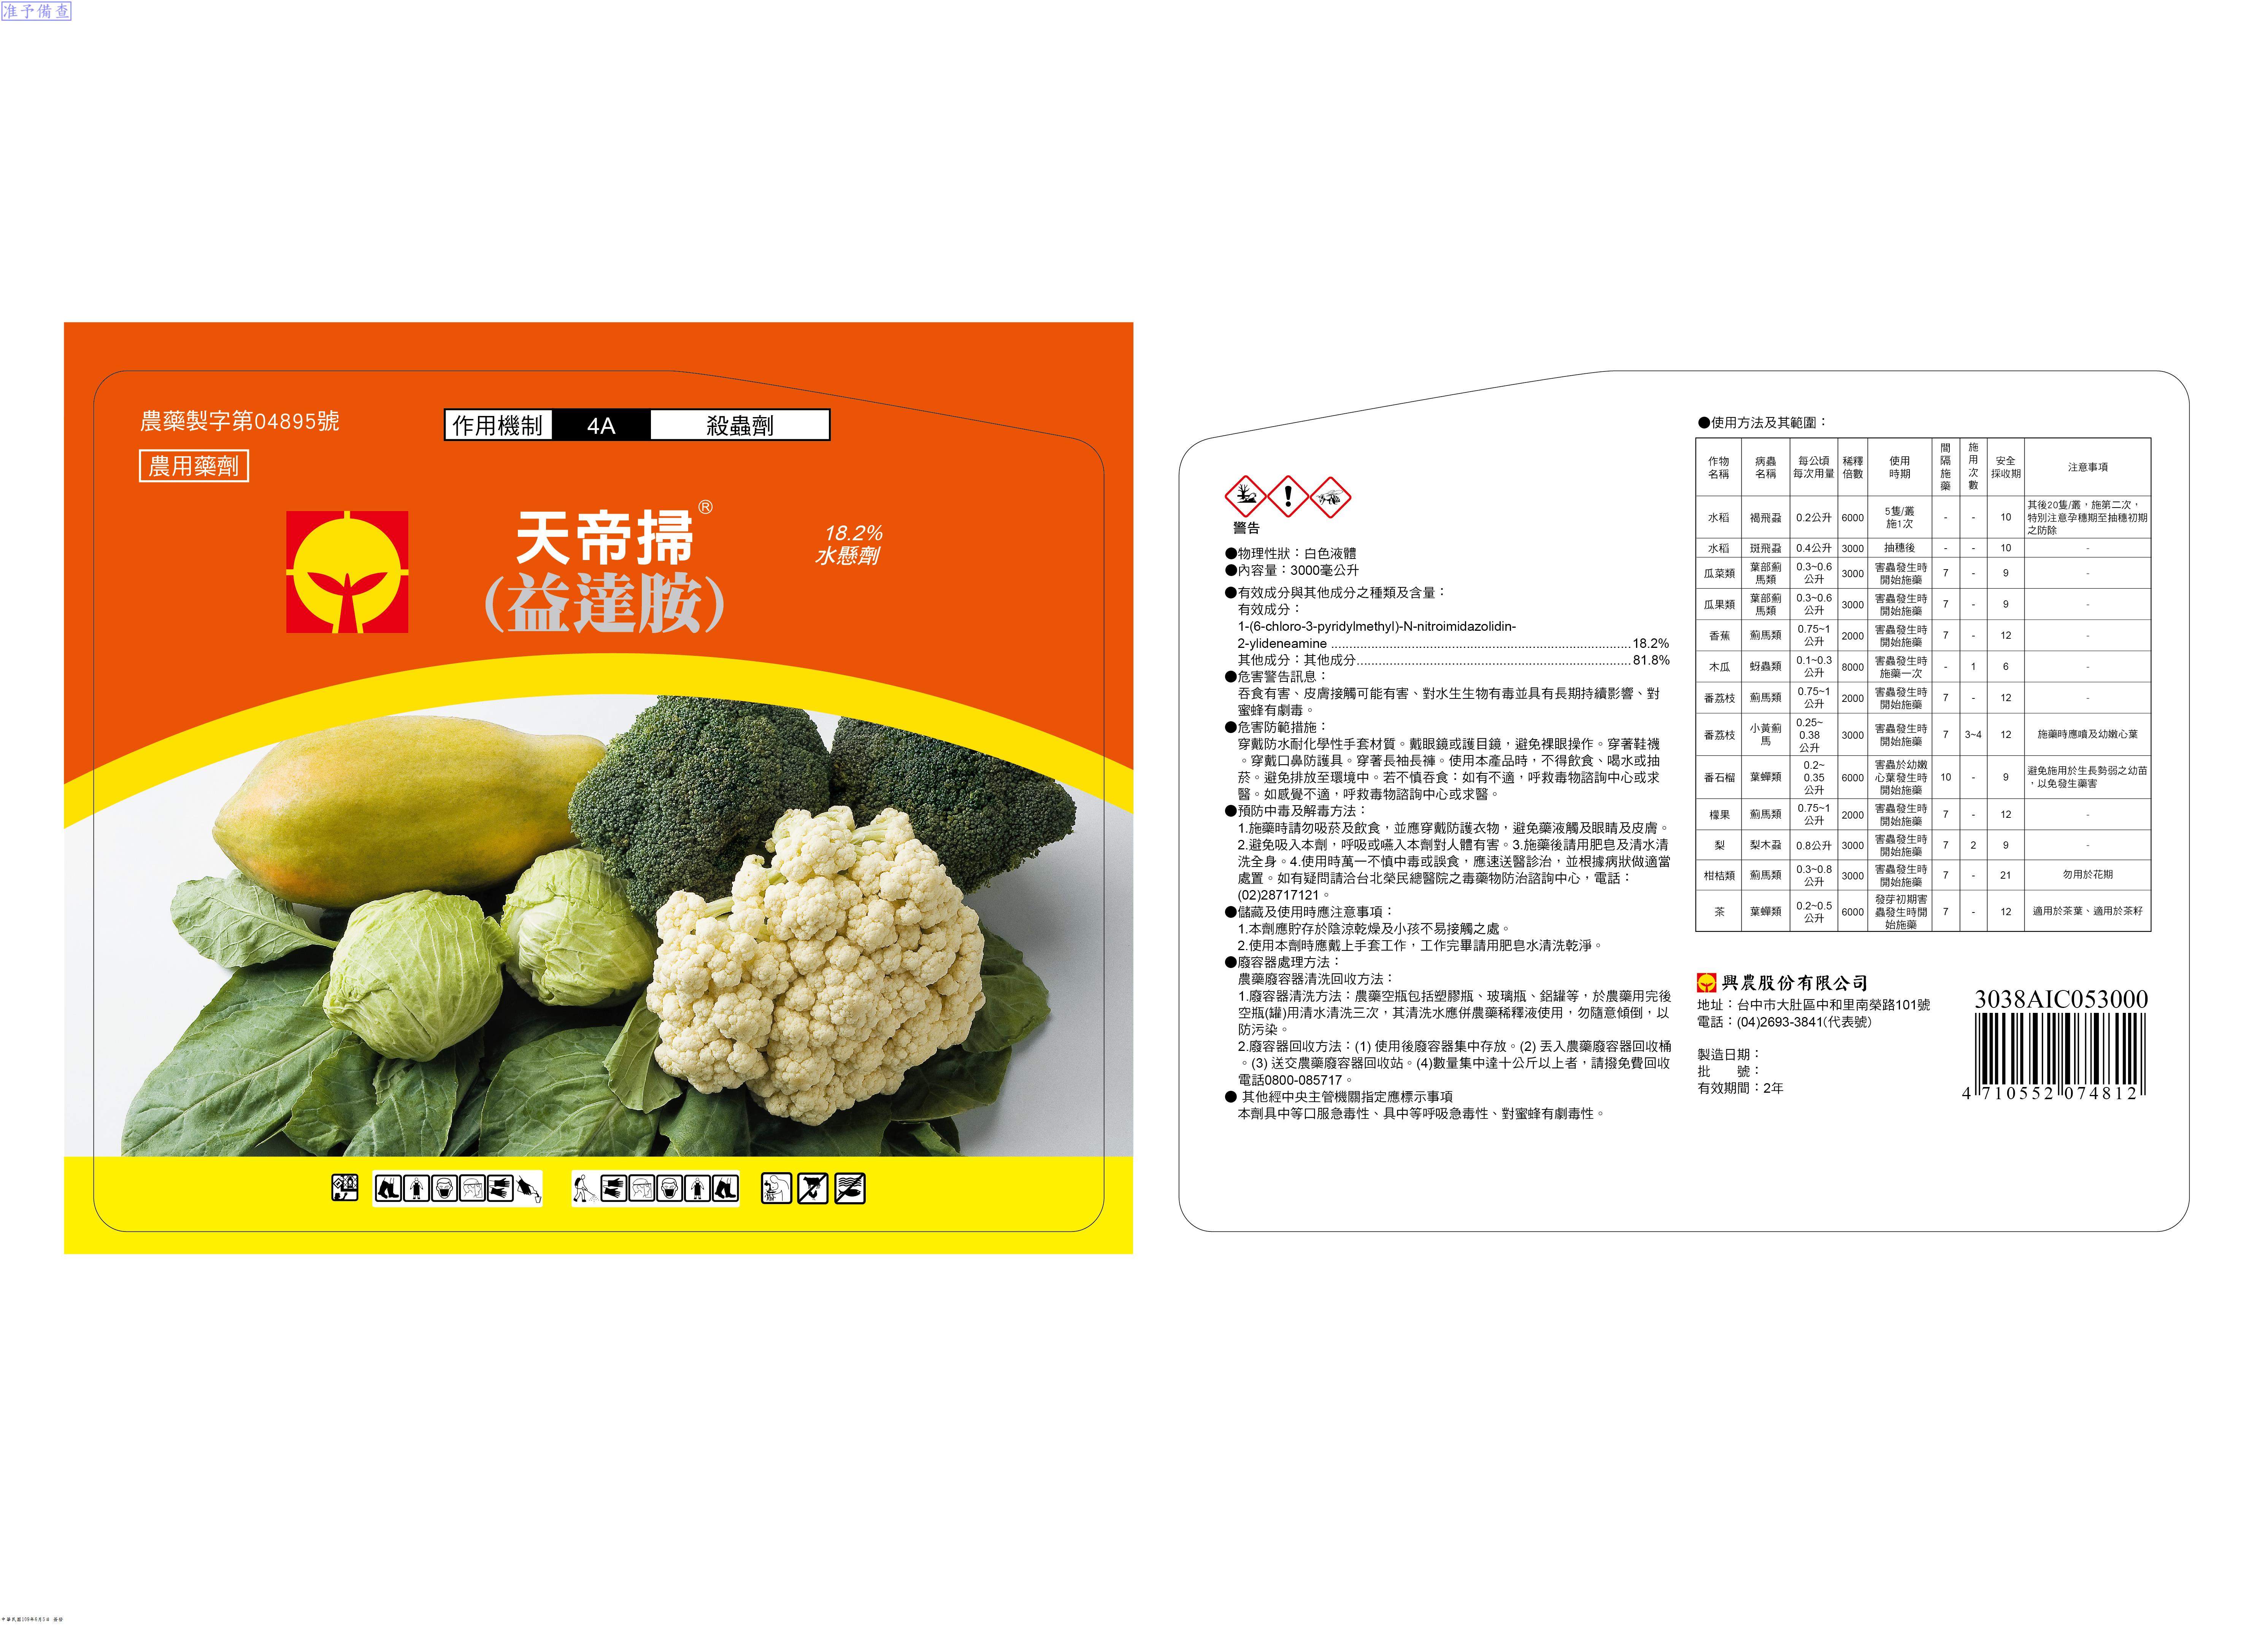 准予備查
農藥製字第04895號
農用藥劑
作用機制 4A 殺蟲劑
天帝掃®
(益達胺)
18.2%
水懸劑
警告
●物理性狀：白色液體
●內容量：3000毫公升
●有效成分與其他成分之種類及含量：
有效成分：
1-(6-chloro-3-pyridylmethyl)-N-nitroimidazolidin-
2-ylideneamine ................................................................................18.2%
其他成分：其他成分.........................................................................81.8%
●危害警告訊息：
吞食有害、皮膚接觸可能有害、對水生生物有毒並具有長期持續影響、對
蜜蜂有劇毒。
●危害防範措施：
穿戴防水耐化學性手套材質。戴眼鏡或護目鏡，避免裸眼操作。穿著鞋襪
。穿戴口鼻防護具。穿著長袖長褲。使用本產品時，不得飲食、喝水或抽
菸。避免排放至環境中。若不慎吞食：如有不適，呼救毒物諮詢中心或求
醫。如感覺不適，呼救毒物諮詢中心或求醫。
●預防中毒及解毒方法：
1.施藥時請勿吸菸及飲食，並應穿戴防護衣物，避免藥液觸及眼睛及皮膚。
2.避免吸入本劑，呼吸或嚥入本劑對人體有害。3.施藥後請用肥皂及清水清
洗全身。4.使用時萬一不慎中毒或誤食，應速送醫診治，並根據病狀做適當
處置。如有疑問請洽台北榮民總醫院之毒藥物防治諮詢中心，電話：
(02)28717121。
●儲藏及使用時應注意事項：
1.本劑應貯存於陰涼乾燥及小孩不易接觸之處。
2.使用本劑時應戴上手套工作，工作完畢請用肥皂水清洗乾淨。
●廢容器處理方法：
農藥廢容器清洗回收方法：
1.廢容器清洗方法：農藥空瓶包括塑膠瓶、玻璃瓶、鋁罐等，於農藥用完後
空瓶(罐)用清水清洗三次，其清洗水應併農藥稀釋液使用，勿隨意傾倒，以
防污染。
2.廢容器回收方法：(1) 使用後廢容器集中存放。(2) 丟入農藥廢容器回收桶
。(3) 送交農藥廢容器回收站。(4)數量集中達十公斤以上者，請撥免費回收
電話0800-085717。
● 其他經中央主管機關指定應標示事項
本劑具中等口服急毒性、具中等呼吸急毒性、對蜜蜂有劇毒性。
●使用方法及其範圍：
作物名稱 病蟲名稱 每公頃每次用量 稀釋倍數 使用時期 間隔施藥 施用次數 安全採收期 注意事項
水稻 褐飛蝨 0.2公升 6000 5隻/叢施1次 - - 10 其後20隻/叢，施第二次，特別注意孕穗期至抽穗初期之防除
水稻 斑飛蝨 0.4公升 3000 抽穗後 - - 10 -
瓜菜類 葉部薊馬類 0.3~0.6公升 3000 害蟲發生時開始施藥 7 - 9 -
瓜果類 葉部薊馬類 0.3~0.6公升 3000 害蟲發生時開始施藥 7 - 9 -
香蕉 薊馬類 0.75~1公升 2000 害蟲發生時開始施藥 7 - 12 -
木瓜 蚜蟲類 0.1~0.3公升 8000 害蟲發生時施藥一次 - 1 6 -
番荔枝 薊馬類 0.75~1公升 2000 害蟲發生時開始施藥 7 - 12 -
番荔枝 小黃薊馬 0.25~0.38公升 3000 害蟲發生時開始施藥 7 3~4 12 施藥時應噴及幼嫩心葉
番石榴 葉蟬類 0.2~0.35公升 6000 害蟲於幼嫩心葉發生時開始施藥 10 - 9 避免施用於生長勢弱之幼苗，以免發生藥害
檬果 薊馬類 0.75~1公升 2000 害蟲發生時開始施藥 7 - 12 -
梨 梨木蝨 0.8公升 3000 害蟲發生時開始施藥 7 2 9 -
柑桔類 薊馬類 0.3~0.8公升 3000 害蟲發生時開始施藥 7 - 21 勿用於花期
茶 葉蟬類 0.2~0.5公升 6000 發芽初期害蟲發生時開始施藥 7 - 12 適用於茶葉、適用於茶籽
興農股份有限公司
地址：台中市大肚區中和里南榮路101號
電話：(04)2693-3841(代表號)
製造日期：
批　　號：
有效期間：2年
3038AIC053000
4 710552 074812